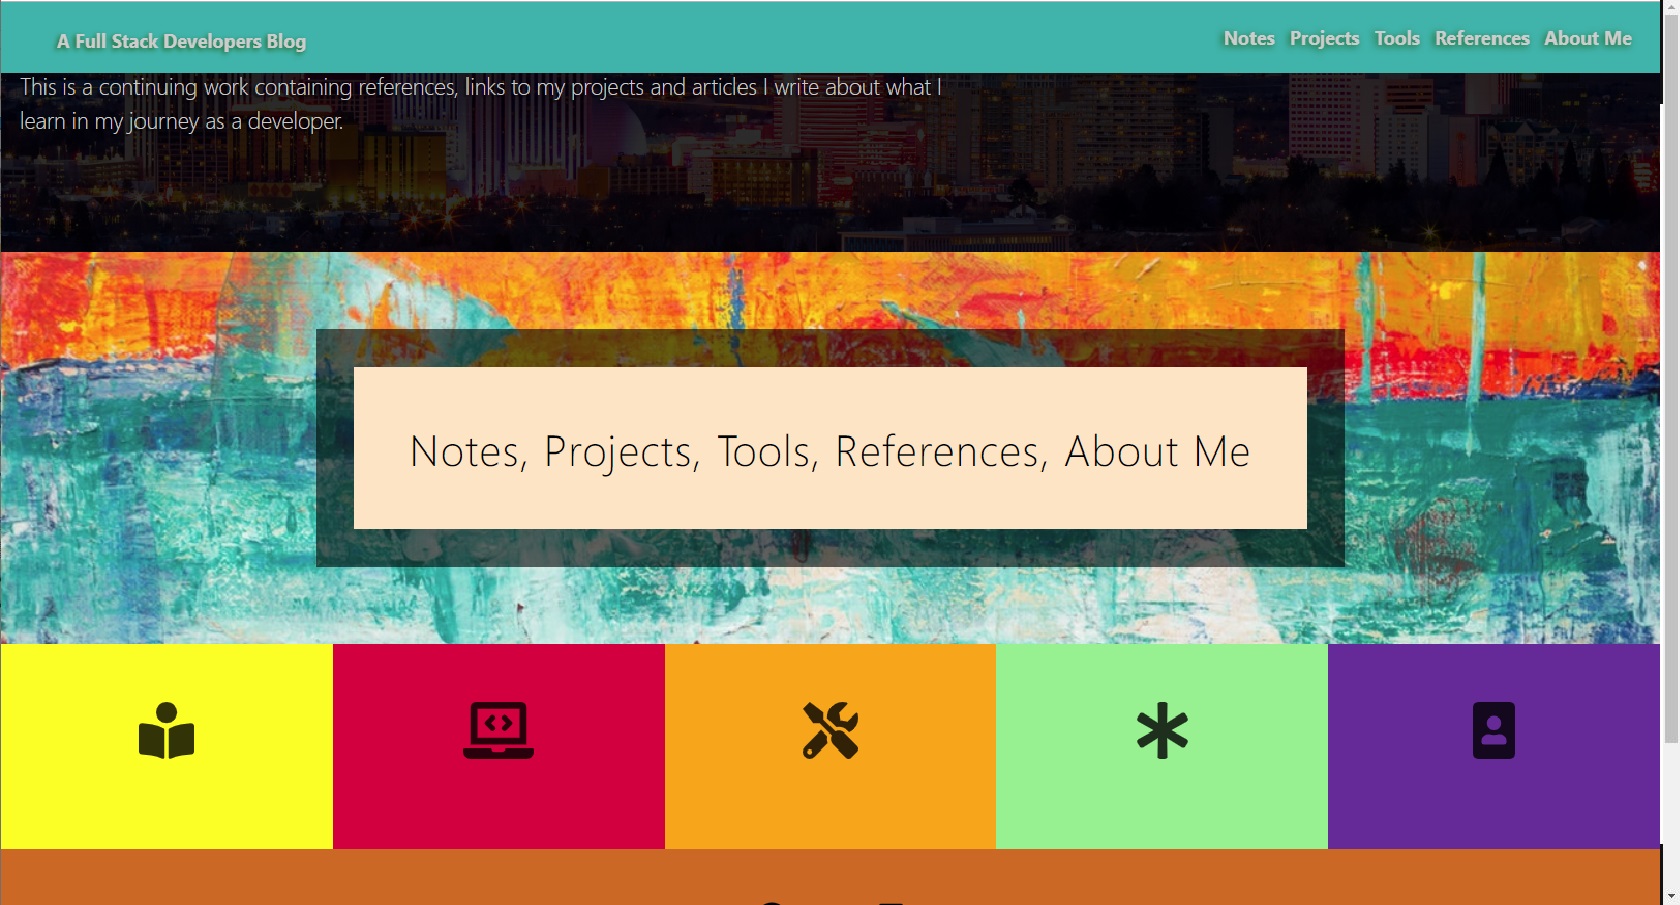 A Full Stack Developers Blog
Notes Projects Tools References About Me
This is a continuing work containing references, links to my projects and articles I write about what I
learn in my journey as a developer.
Notes, Projects, Tools, References, About Me